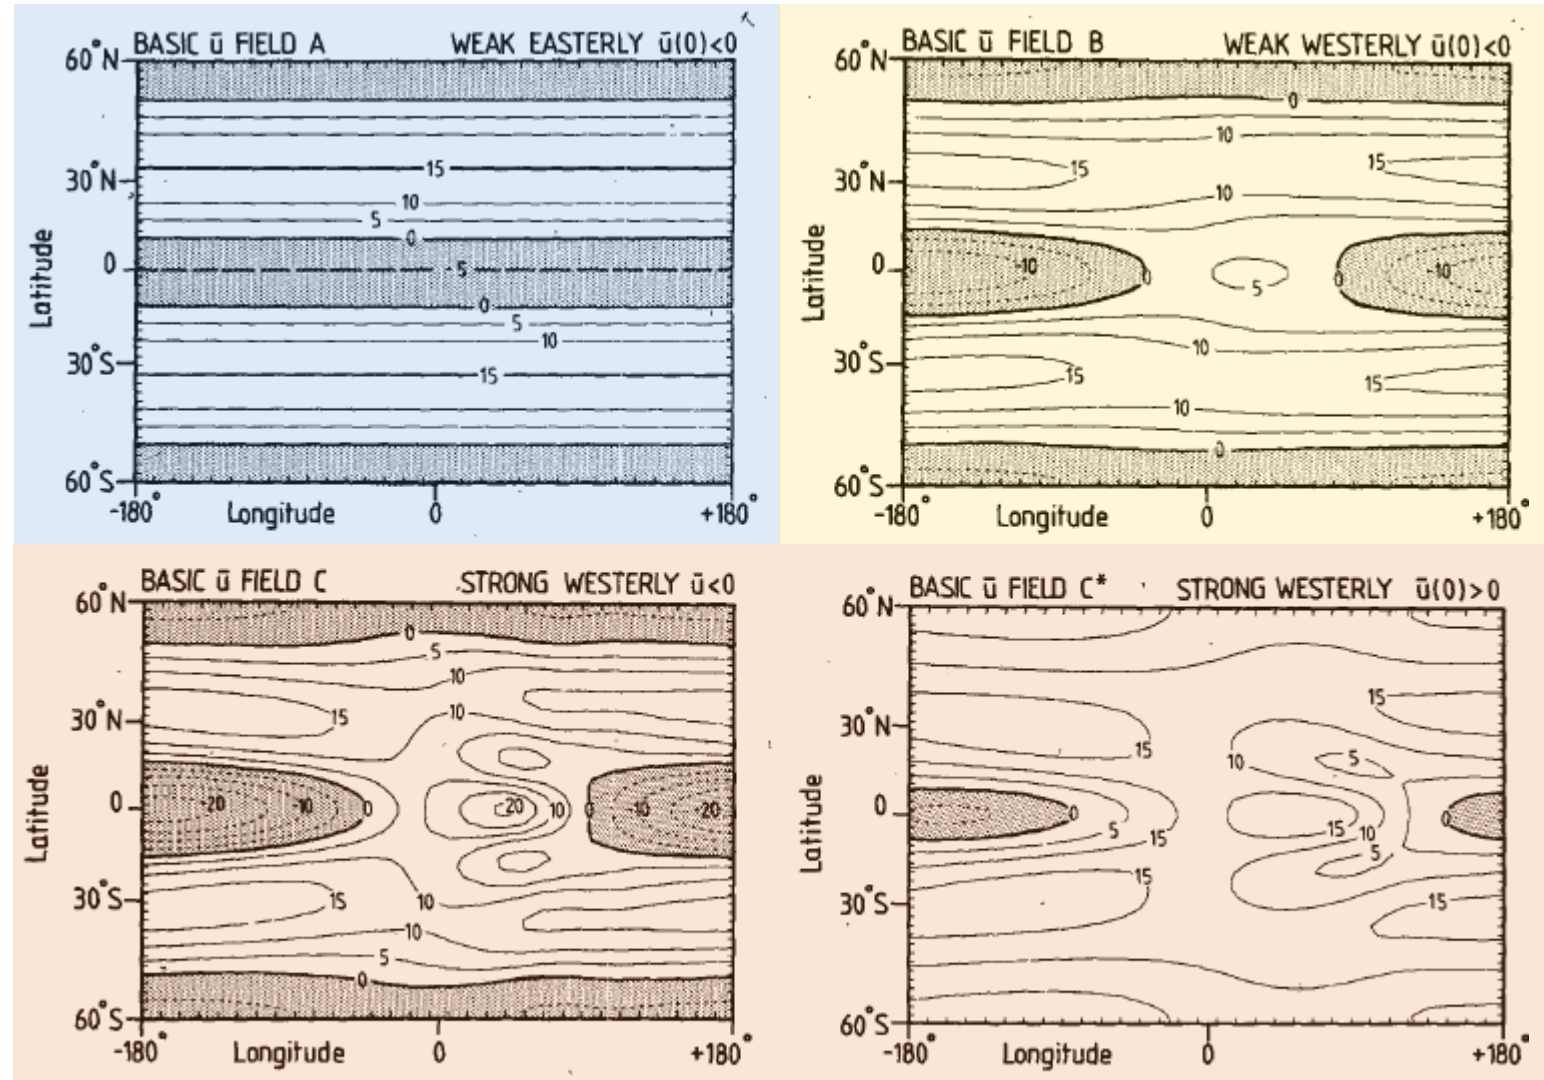 BASIC ū FIELD A WEAK EASTERLY ū(0)<0
60°N
15
30°N
10
5
0
0
-5
0
5
10
30°S
15
60°S
-180° Longitude 0 +180°
Latitude
BASIC ū FIELD B WEAK WESTERLY ū(0)<0
60°N
0
10
15 15
30°N
10
0
-10 0 5 0 -10
10
30°S
15 15
10
0
60°S
-180° Longitude 0 +180°
Latitude
BASIC ū FIELD C STRONG WESTERLY ū<0
60°N
0
5
10
30°N
15 10
0
-20 -10 0 20 10 0 -10 -20
30°S
15 10
10
5
0
60°S
-180° Longitude 0 +180°
Latitude
BASIC ū FIELD C* STRONG WESTERLY ū(0)>0
60°N
15
30°N
15 10 5
0
0 5 15 15 10 0
5
15
30°S
15
60°S
-180° Longitude 0 +180°
Latitude